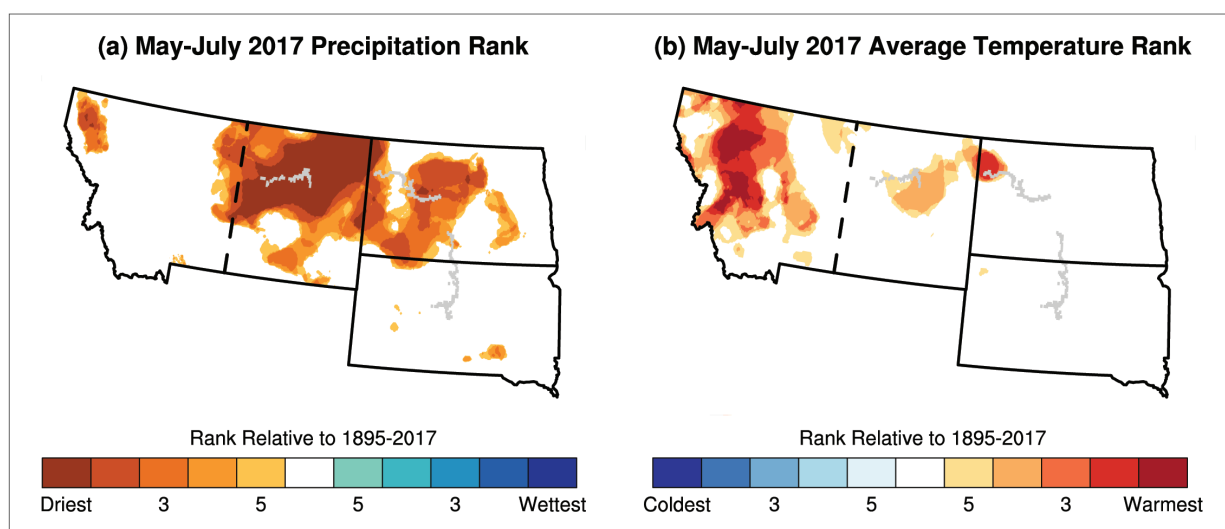 (a) May-July 2017 Precipitation Rank
(b) May-July 2017 Average Temperature Rank
Rank Relative to 1895-2017
Driest 3 5 5 3 Wettest
Rank Relative to 1895-2017
Coldest 3 5 5 3 Warmest